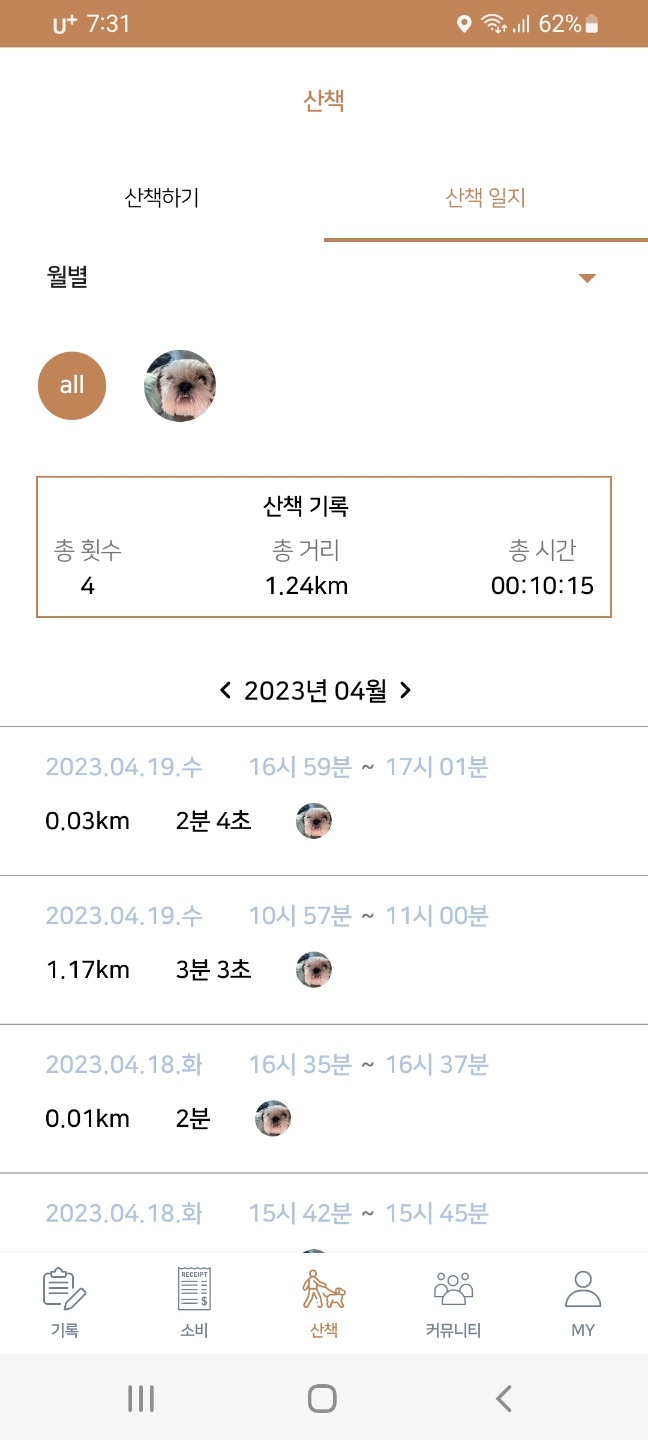 U+ 7:31 62%
산책
산책하기 산책 일지
월별
all
산책 기록
총 횟수 총 거리 총 시간
4 1.24km 00:10:15
2023년 04월
2023.04.19.수 16시 59분 ~ 17시 01분
0.03km 2분 4초
2023.04.19.수 10시 57분 ~ 11시 00분
1.17km 3분 3초
2023.04.18.화 16시 35분 ~ 16시 37분
0.01km 2분
2023.04.18.화 15시 42분 ~ 15시 45분
RECEIPT
$
기록 소비 산책 커뮤니티 MY